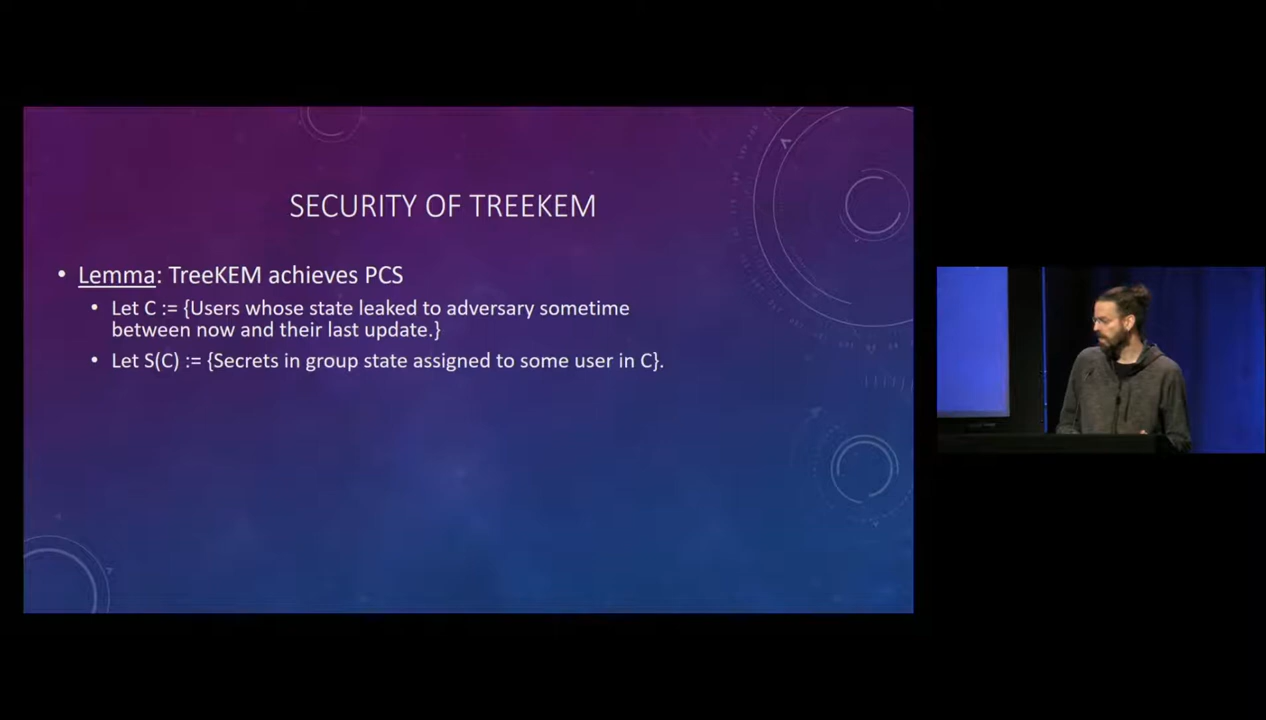 SECURITY OF TREEKEM
• Lemma: TreeKEM achieves PCS
• Let C := {Users whose state leaked to adversary sometime
between now and their last update.}
• Let S(C) := {Secrets in group state assigned to some user in C}.